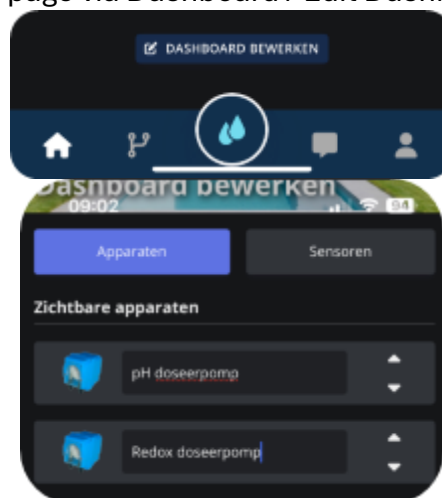 page via Dashboard / Edit Dash
DASHBOARD BEWERKEN
Dashboard bewerken
09:02
94
Apparaten
Sensoren
Zichtbare apparaten
pH doseerpomp
Redox doseerpomp